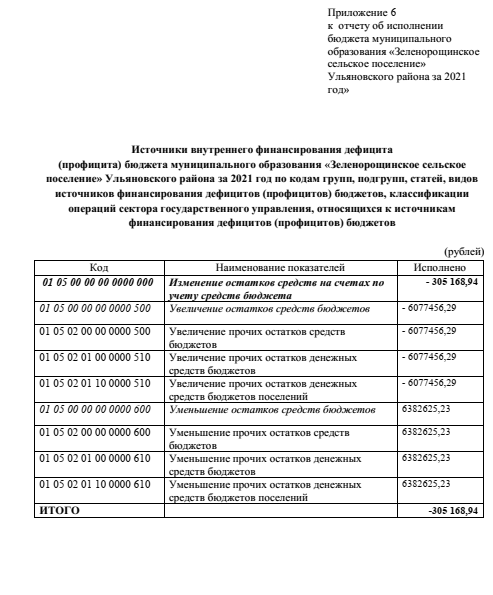 Приложение 6
к отчету об исполнении
бюджета муниципального
образования «Зеленорощинское
сельское поселение»
Ульяновского района за 2021
год»
Источники внутреннего финансирования дефицита
(профицита) бюджета муниципального образования «Зеленорощинское сельское
поселение» Ульяновского района за 2021 год по кодам групп, подгрупп, статей, видов
источников финансирования дефицитов (профицитов) бюджетов, классификации
операций сектора государственного управления, относящихся к источникам
финансирования дефицитов (профицитов) бюджетов
(рублей)
Код Наименование показателей Исполнено
01 05 00 00 00 0000 000 Изменение остатков средств на счетах по - 305 168,94
учету средств бюджета
01 05 00 00 00 0000 500 Увеличение остатков средств бюджетов - 6077456,29
01 05 02 00 00 0000 500 Увеличение прочих остатков средств - 6077456,29
бюджетов
01 05 02 01 00 0000 510 Увеличение прочих остатков денежных - 6077456,29
средств бюджетов
01 05 02 01 10 0000 510 Увеличение прочих остатков денежных - 6077456,29
средств бюджетов поселений
01 05 00 00 00 0000 600 Уменьшение остатков средств бюджетов 6382625,23
01 05 02 00 00 0000 600 Уменьшение прочих остатков средств 6382625,23
бюджетов
01 05 02 01 00 0000 610 Уменьшение прочих остатков денежных 6382625,23
средств бюджетов
01 05 02 01 10 0000 610 Уменьшение прочих остатков денежных 6382625,23
средств бюджетов поселений
ИТОГО -305 168,94